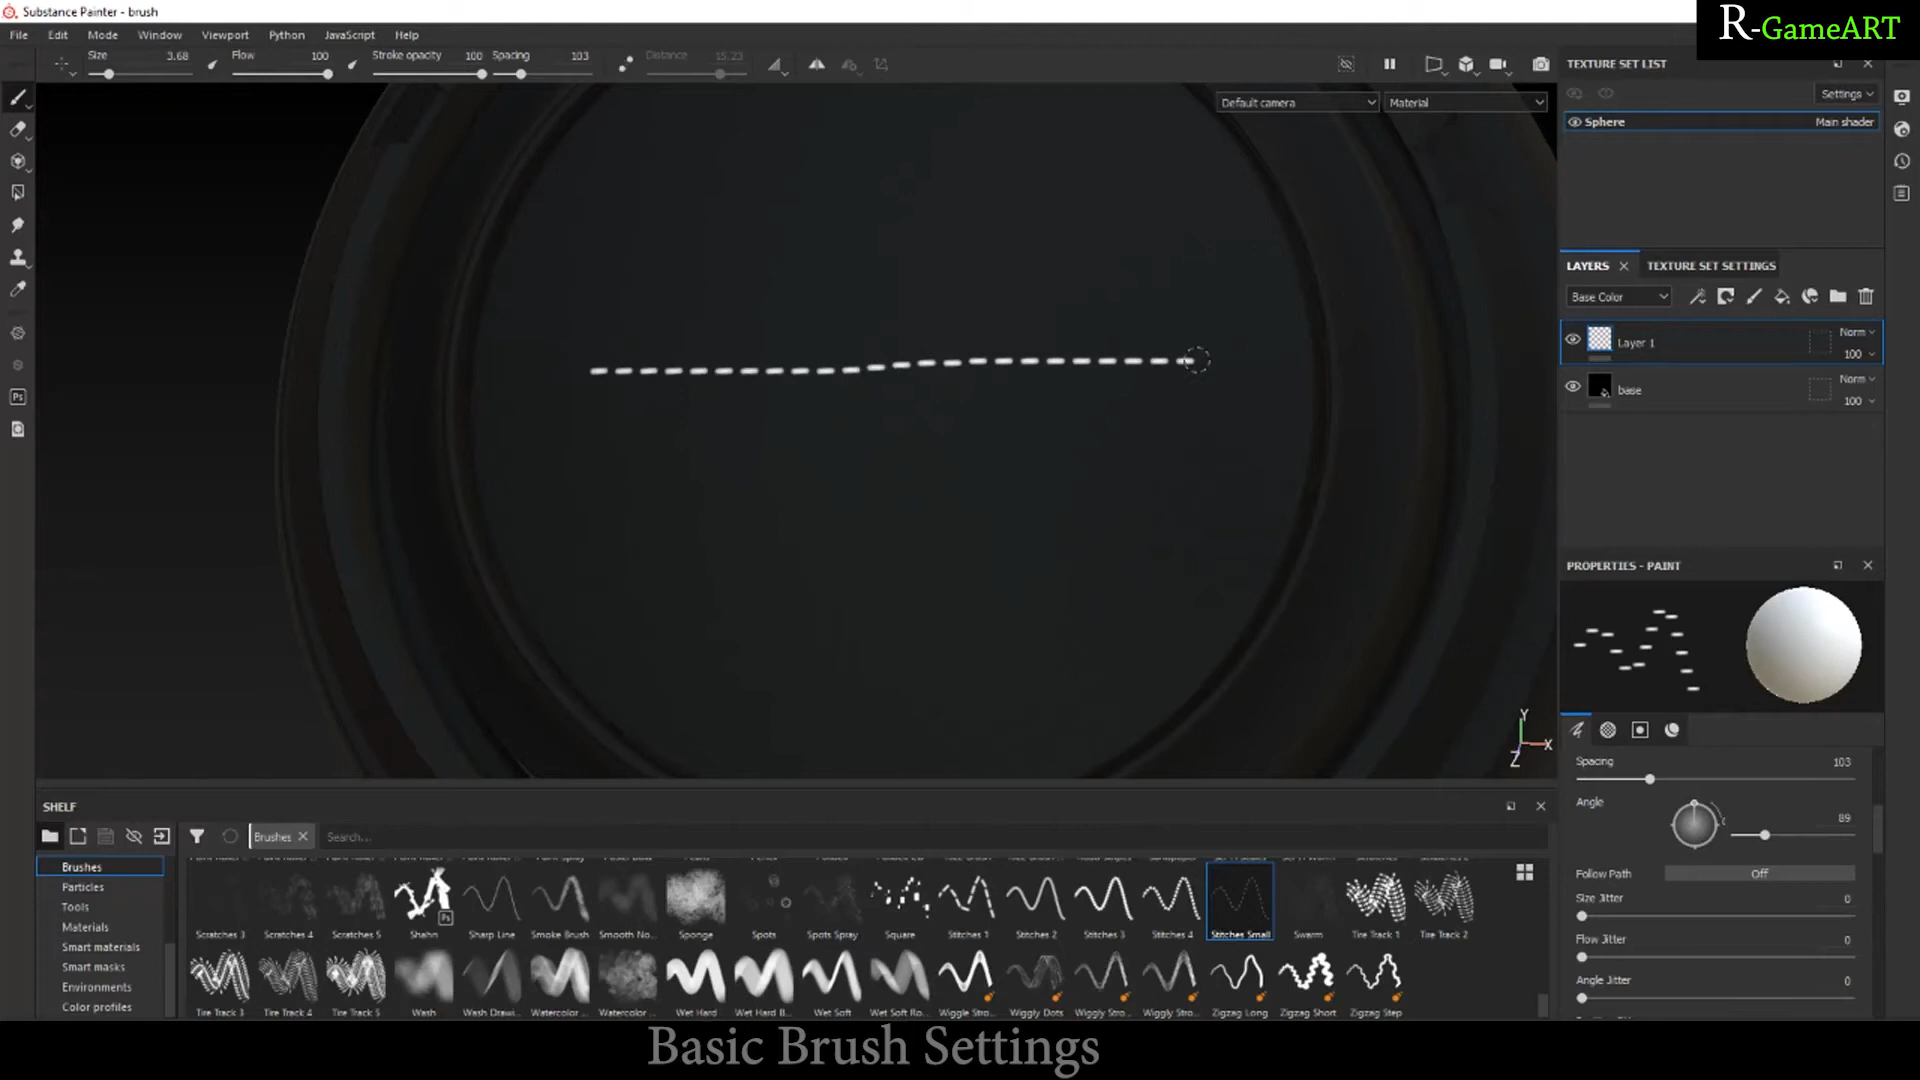 Substance Painter - brush
R-GameART
File Edit Mode Window Viewport Python JavaScript Help
Size 3.68 Flow 100 Stroke opacity 100 Spacing 103 Distance 15.23
Default camera Material
TEXTURE SET LIST
Settings
Sphere Main shader
LAYERS TEXTURE SET SETTINGS
Base Color
Layer 1 Norm 100
base Norm 100
PROPERTIES - PAINT
Y
X
Z
Spacing 103
Angle 89
Follow Path Off
Size Jitter 0
Flow Jitter 0
Angle Jitter 0
SHELF
Brushes Search...
Brushes
Particles
Tools
Materials
Smart materials
Smart masks
Environments
Color profiles
Ps
Scratches 3 Scratches 4 Scratches 5 Shahn Sharp Line Smoke Brush Smooth No... Sponge Spots Spots Spray Square Stitches 1 Stitches 2 Stitches 3 Stitches 4 Stitches Small Swarm Tire Track 1 Tire Track 2
Tire Track 3 Tire Track 4 Tire Track 5 Wash Wash Drawi... Watercolor ... Watercolor ... Wet Hard Wet Hard B... Wet Soft Wet Soft Ro... Wiggle Stro... Wiggly Dots Wiggly Stro... Wiggly Stro... Zigzag Long Zigzag Short Zigzag Step
Basic Brush Settings